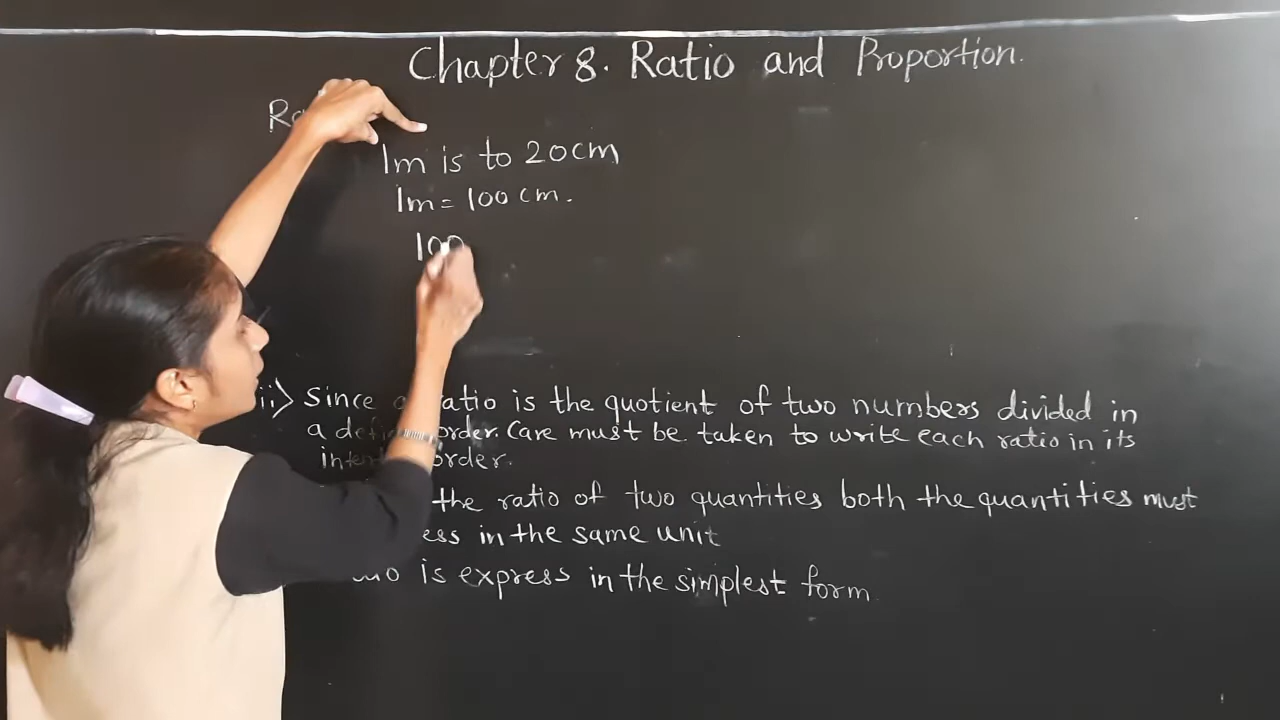 Chapter 8. Ratio and Proportion.
1m is to 20cm
1m = 100 cm.
100
ii) Since ratio is the quotient of two numbers divided in
a order. Care must be taken to write each ratio in its
order.
the ratio of two quantities both the quantities must
in the same unit
is express in the simplest form